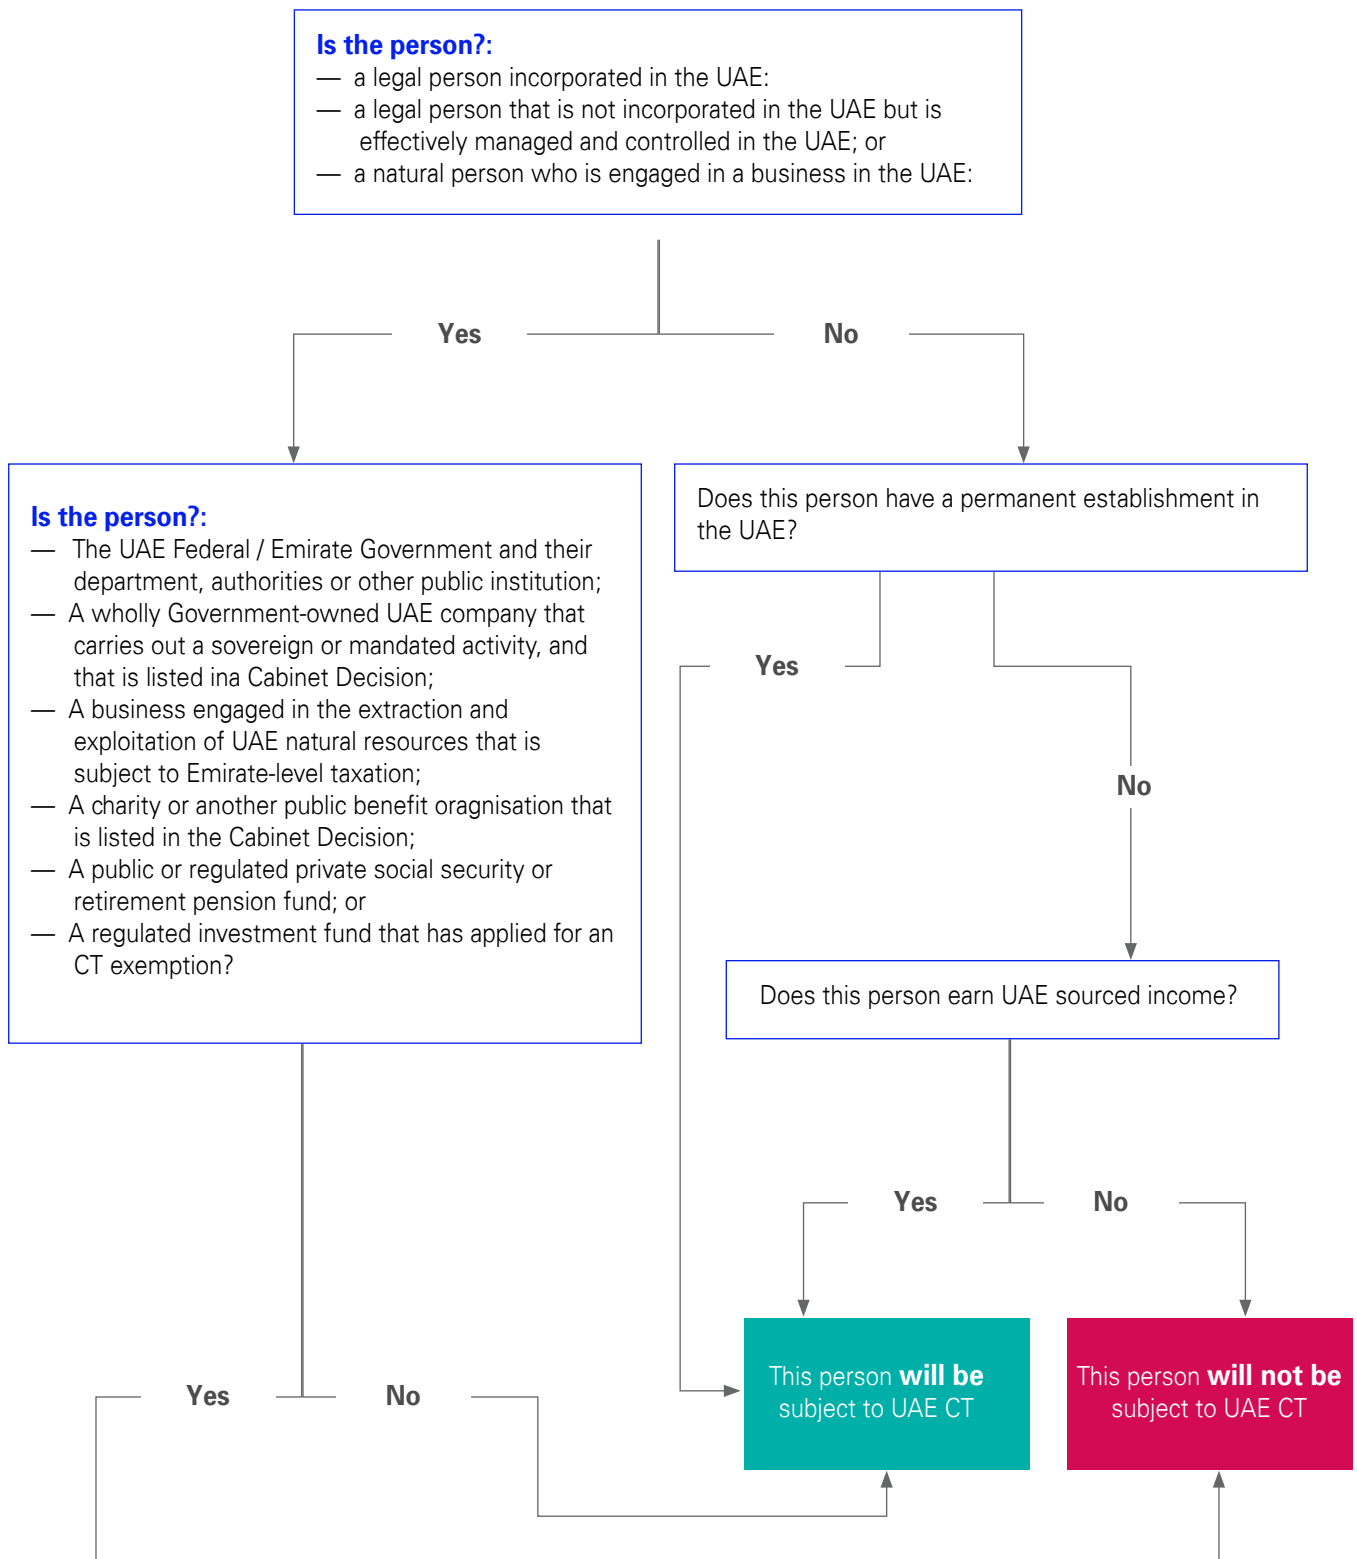 Is the person?:
— a legal person incorporated in the UAE:
— a legal person that is not incorporated in the UAE but is
effectively managed and controlled in the UAE; or
— a natural person who is engaged in a business in the UAE:
Yes
No
Is the person?:
— The UAE Federal / Emirate Government and their
department, authorities or other public institution;
— A wholly Government-owned UAE company that
carries out a sovereign or mandated activity, and
that is listed ina Cabinet Decision;
— A business engaged in the extraction and
exploitation of UAE natural resources that is
subject to Emirate-level taxation;
— A charity or another public benefit oragnisation that
is listed in the Cabinet Decision;
— A public or regulated private social security or
retirement pension fund; or
— A regulated investment fund that has applied for an
CT exemption?
Does this person have a permanent establishment in
the UAE?
Yes
No
Does this person earn UAE sourced income?
Yes
No
This person will be
subject to UAE CT
This person will not be
subject to UAE CT
Yes
No